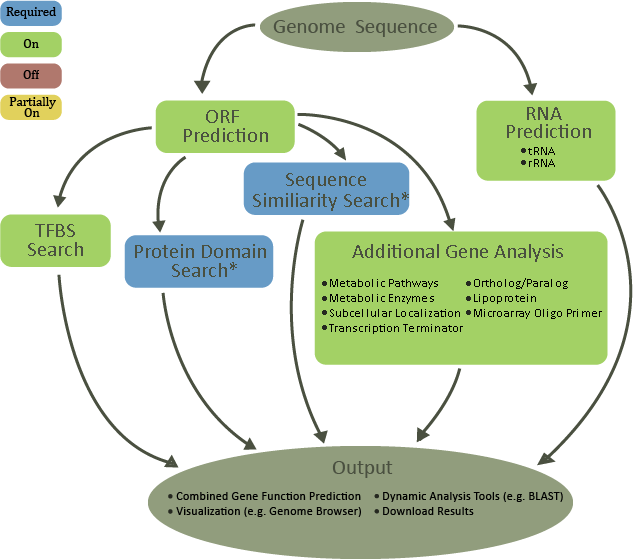 Required
On
Off
Partially
On
Genome Sequence
ORF
Prediction
RNA
Prediction
•tRNA
•rRNA
Sequence
Similiarity Search*
TFBS
Search
Protein Domain
Search*
Additional Gene Analysis
•Metabolic Pathways
•Metabolic Enzymes
•Subcellular Localization
•Transcription Terminator
•Ortholog/Paralog
•Lipoprotein
•Microarray Oligo Primer
Output
• Combined Gene Function Prediction
• Visualization (e.g. Genome Browser)
• Dynamic Analysis Tools (e.g. BLAST)
• Download Results